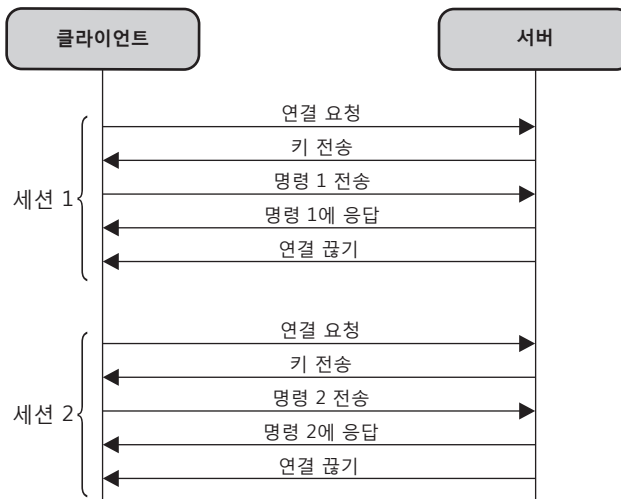 클라이언트
서버
연결 요청
키 전송
명령 1 전송
세션 1
명령 1에 응답
연결 끊기
연결 요청
키 전송
명령 2 전송
세션 2
명령 2에 응답
연결 끊기